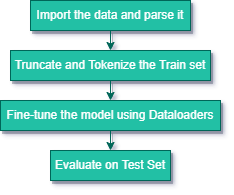 Import the data and parse it
Truncate and Tokenize the Train set
Fine-tune the model using Dataloaders
Evaluate on Test Set